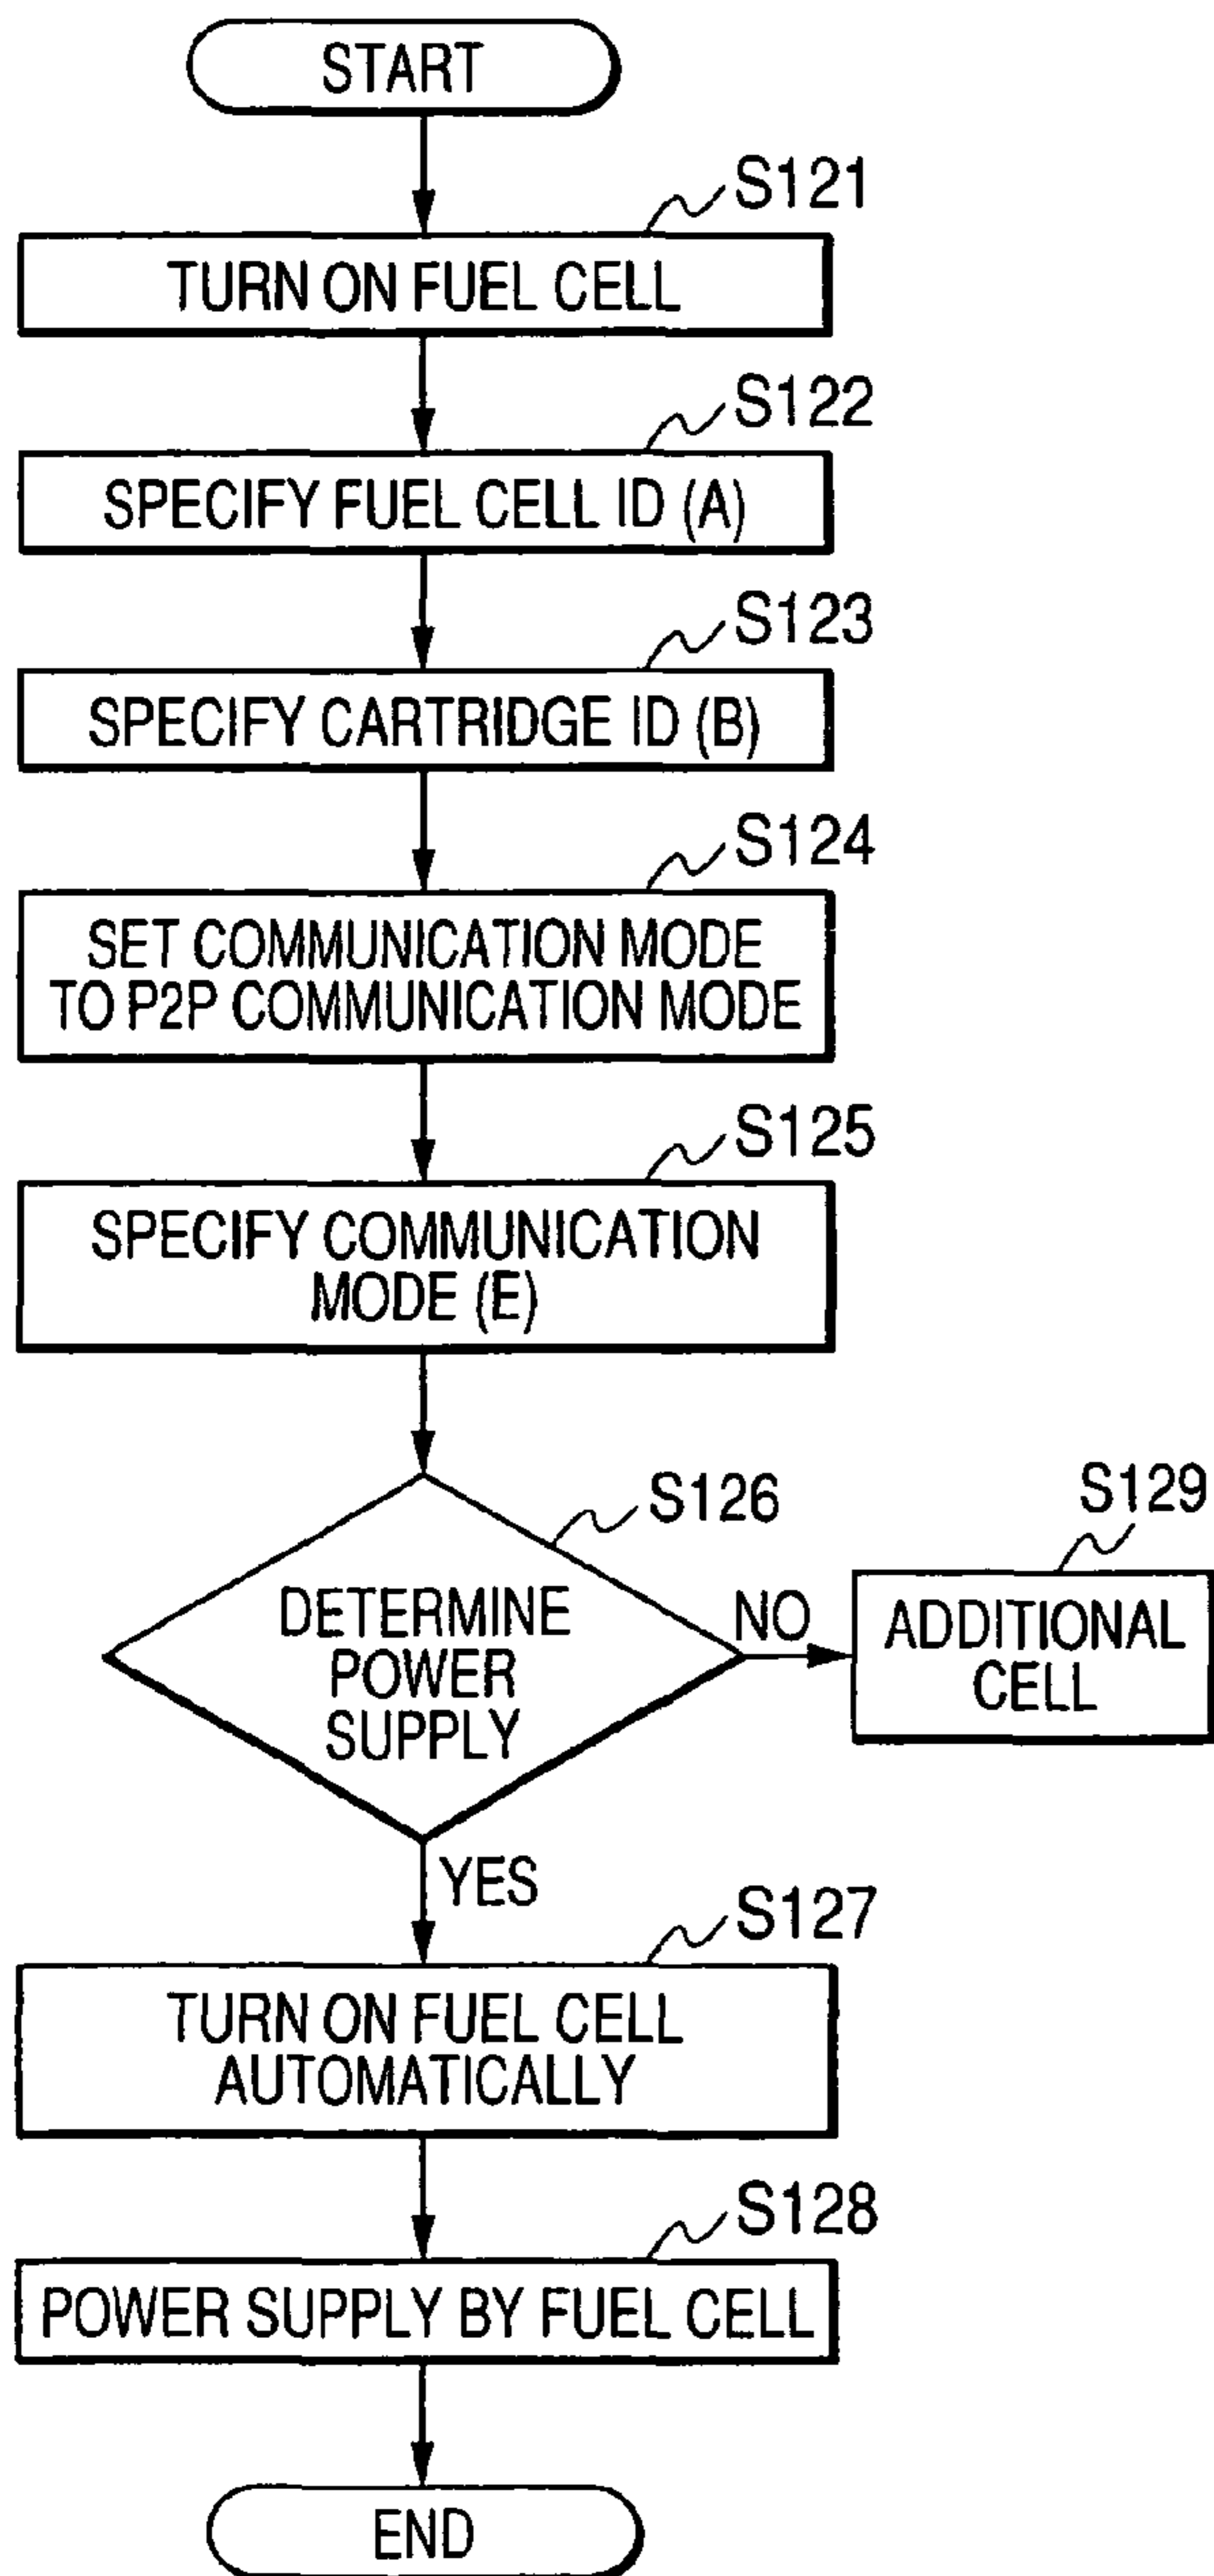 START
S121
TURN ON FUEL CELL
S122
SPECIFY FUEL CELL ID (A)
S123
SPECIFY CARTRIDGE ID (B)
S124
SET COMMUNICATION MODE
TO P2P COMMUNICATION MODE
S125
SPECIFY COMMUNICATION
MODE (E)
S126
DETERMINE
POWER
SUPPLY
NO
S129
ADDITIONAL
CELL
YES
S127
TURN ON FUEL CELL
AUTOMATICALLY
S128
POWER SUPPLY BY FUEL CELL
END